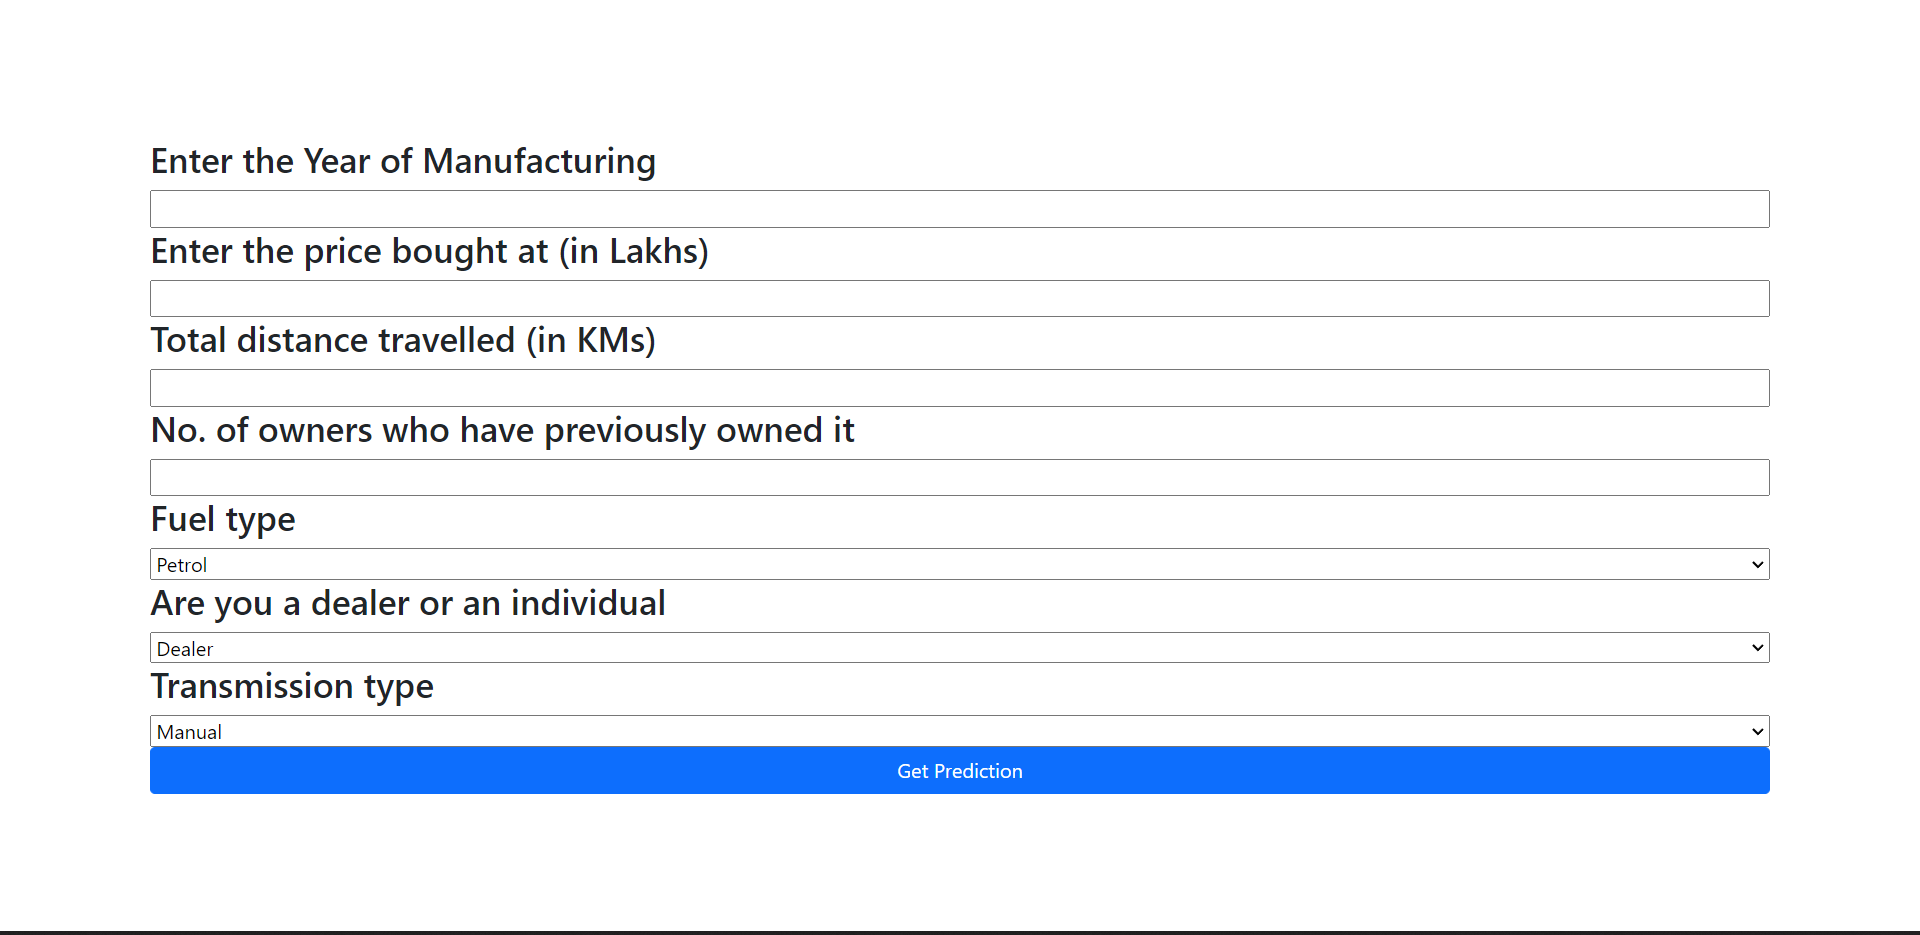 Enter the Year of Manufacturing
Enter the price bought at (in Lakhs)
Total distance travelled (in KMs)
No. of owners who have previously owned it
Fuel type
Petrol
Are you a dealer or an individual
Dealer
Transmission type
Manual
Get Prediction